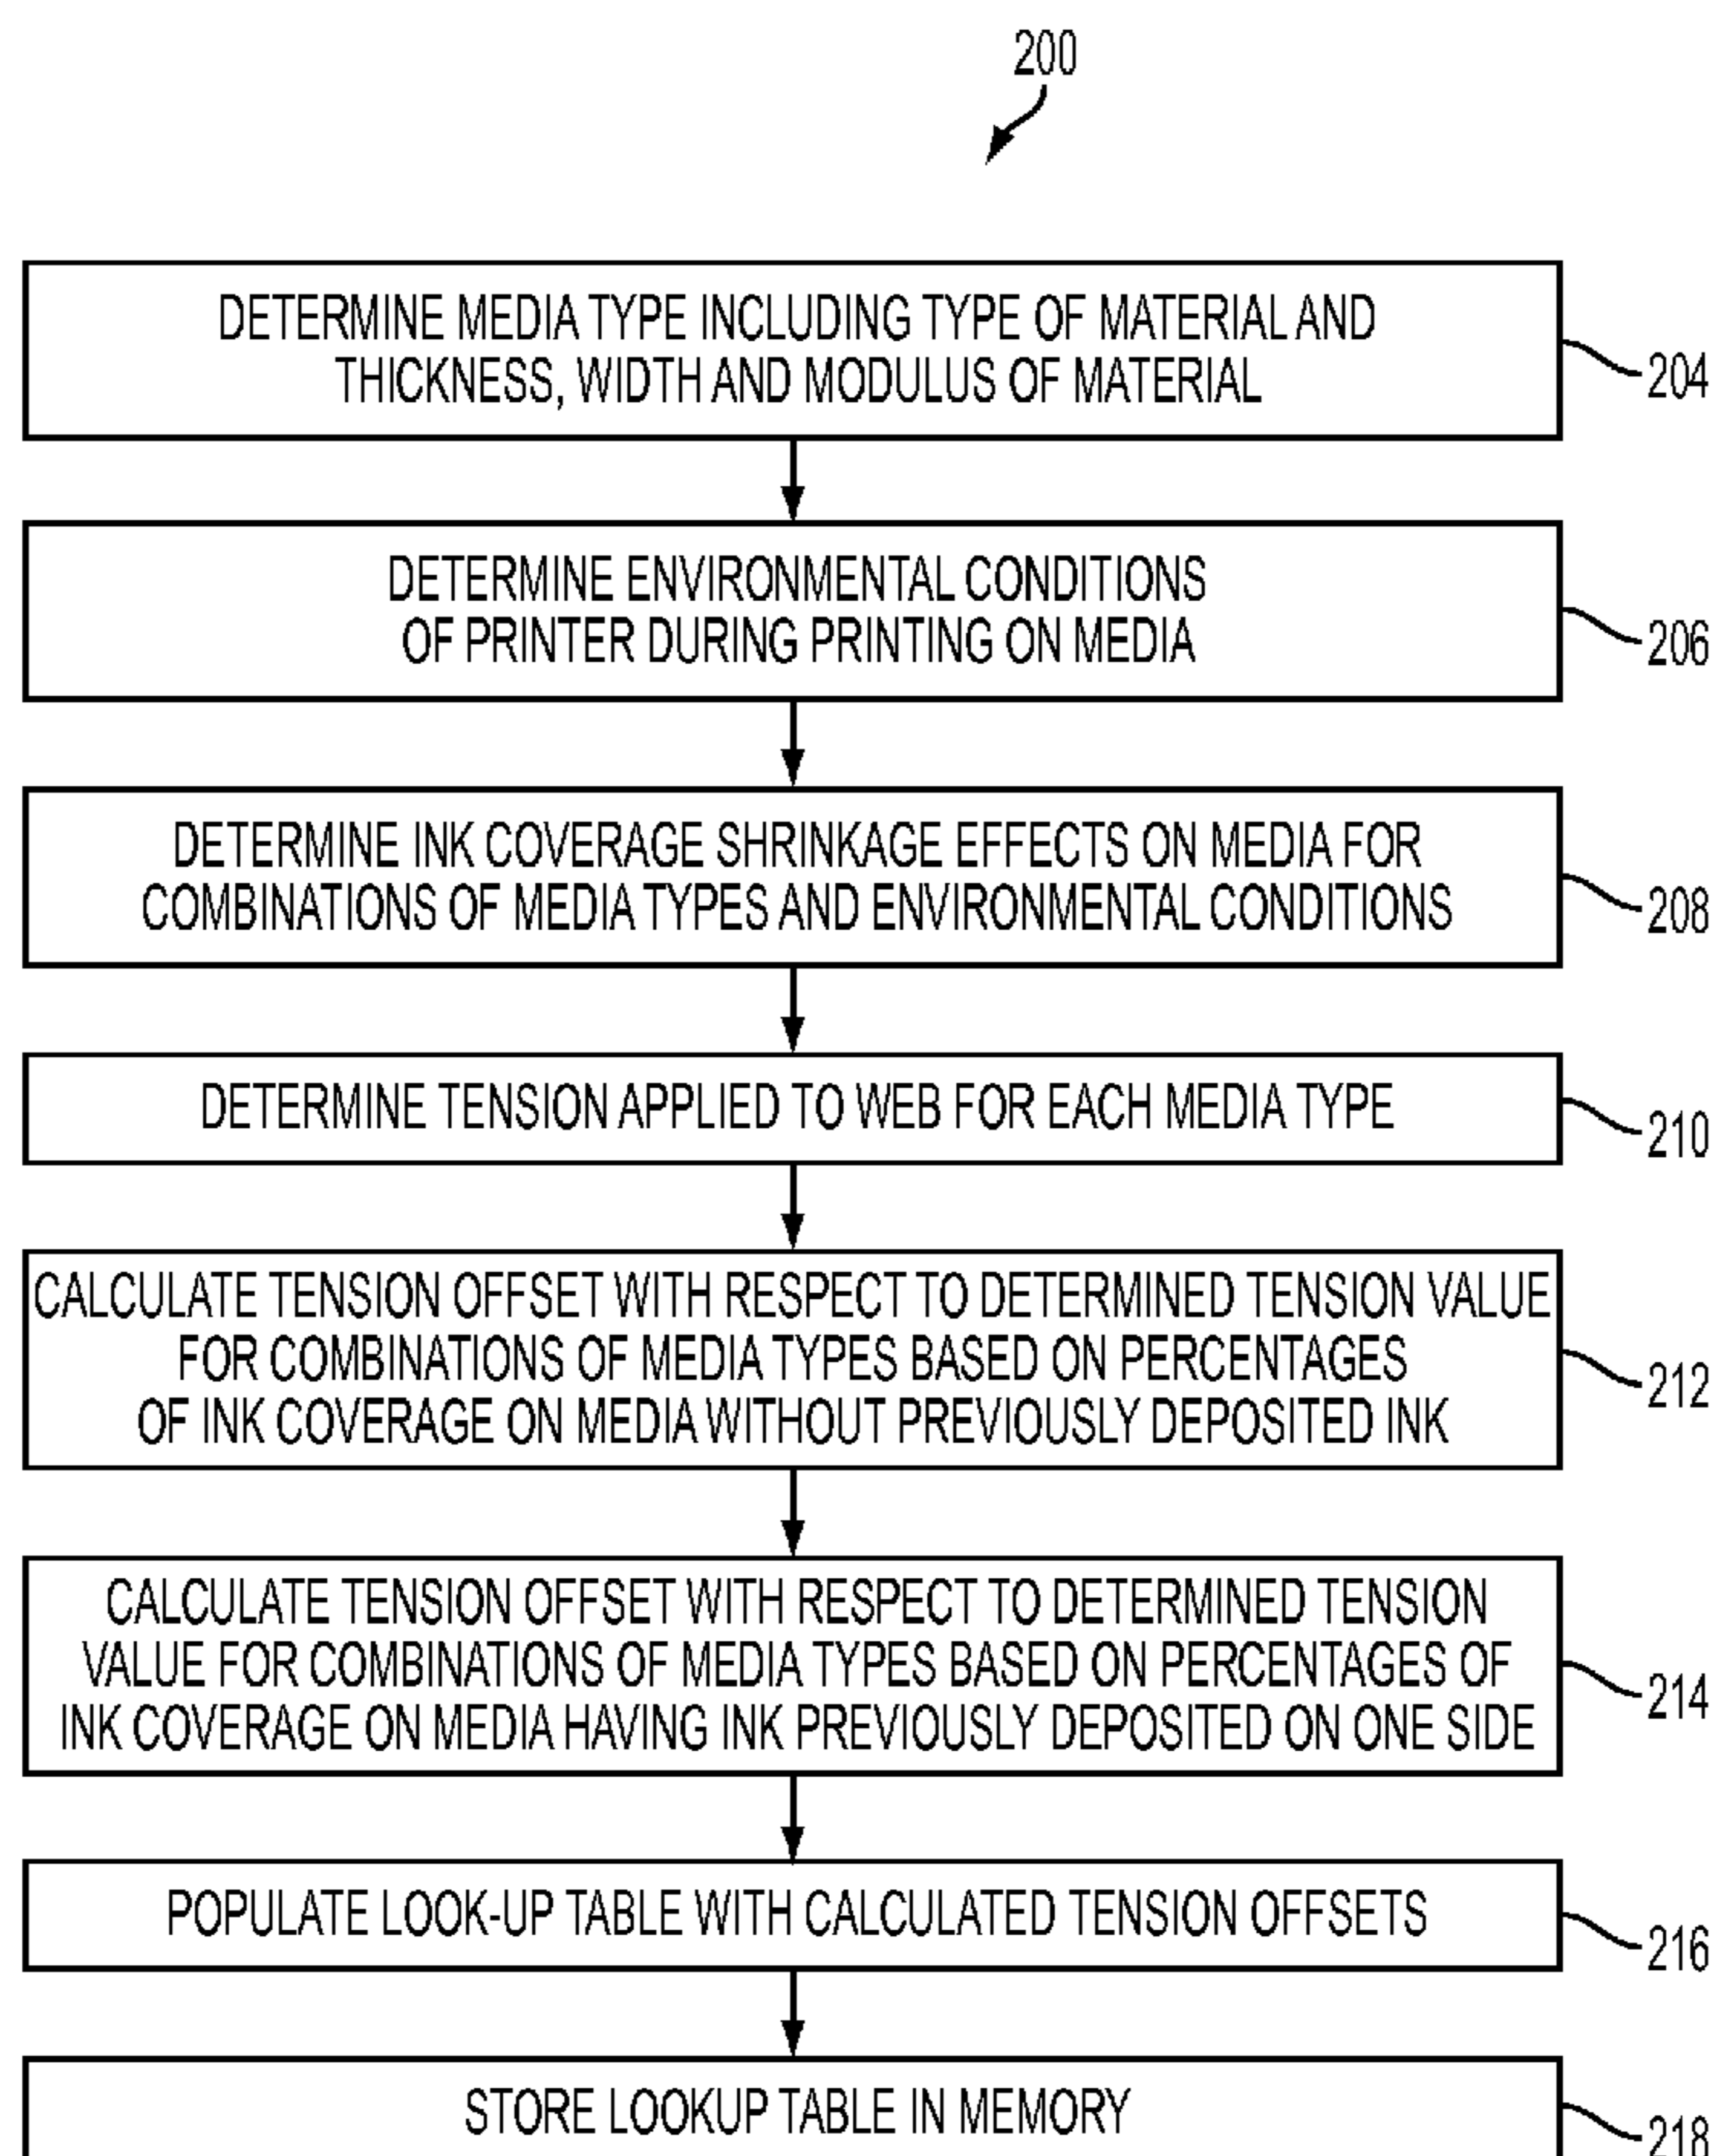 200
DETERMINE MEDIA TYPE INCLUDING TYPE OF MATERIAL AND
THICKNESS, WIDTH AND MODULUS OF MATERIAL
204
DETERMINE ENVIRONMENTAL CONDITIONS
OF PRINTER DURING PRINTING ON MEDIA
206
DETERMINE INK COVERAGE SHRINKAGE EFFECTS ON MEDIA FOR
COMBINATIONS OF MEDIA TYPES AND ENVIRONMENTAL CONDITIONS
208
DETERMINE TENSION APPLIED TO WEB FOR EACH MEDIA TYPE
210
CALCULATE TENSION OFFSET WITH RESPECT TO DETERMINED TENSION VALUE
FOR COMBINATIONS OF MEDIA TYPES BASED ON PERCENTAGES
OF INK COVERAGE ON MEDIA WITHOUT PREVIOUSLY DEPOSITED INK
212
CALCULATE TENSION OFFSET WITH RESPECT TO DETERMINED TENSION
VALUE FOR COMBINATIONS OF MEDIA TYPES BASED ON PERCENTAGES OF
INK COVERAGE ON MEDIA HAVING INK PREVIOUSLY DEPOSITED ON ONE SIDE
214
POPULATE LOOK-UP TABLE WITH CALCULATED TENSION OFFSETS
216
STORE LOOKUP TABLE IN MEMORY
218